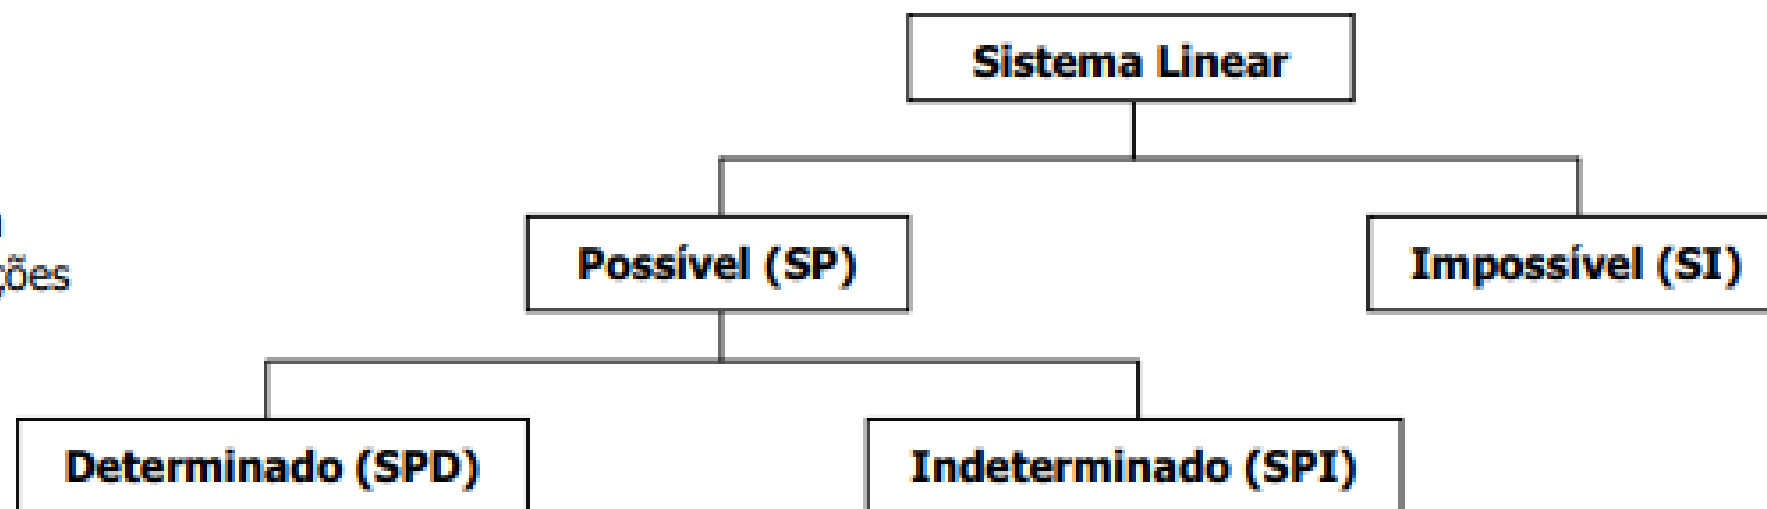 Sistema Linear
Possível (SP)
Impossível (SI)
Determinado (SPD)
Indeterminado (SPI)